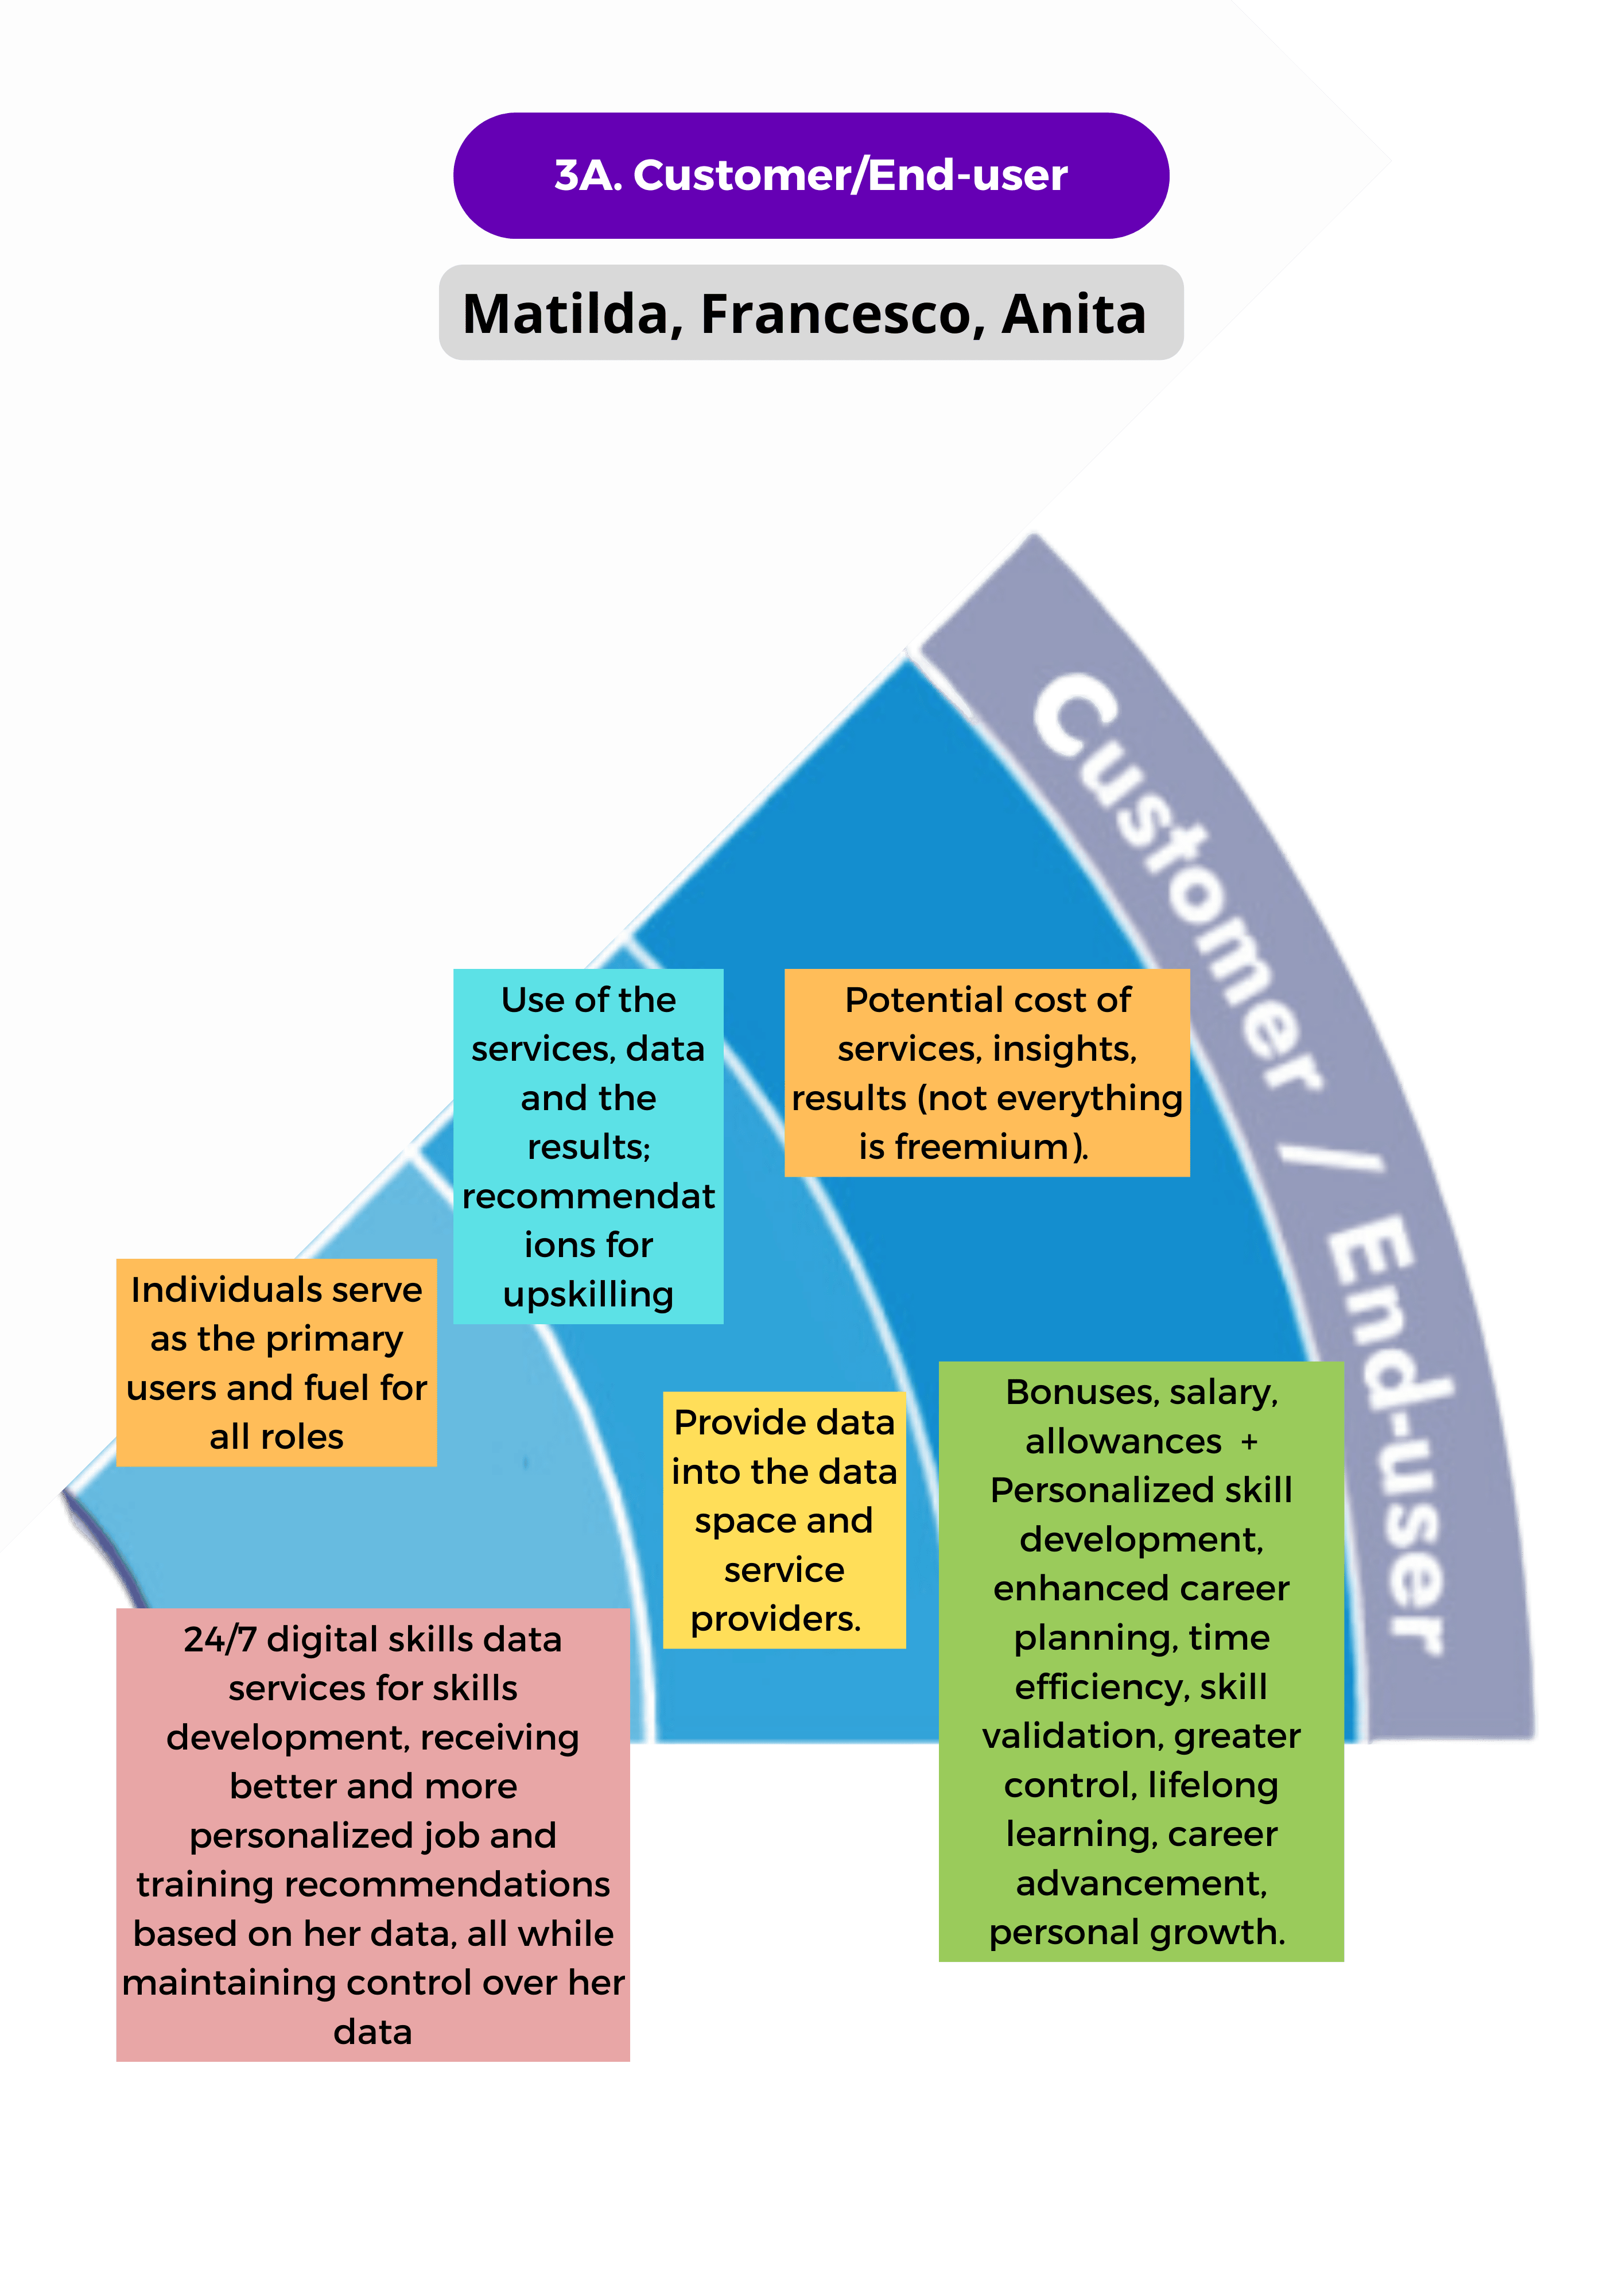 3A. Customer/End-user
Matilda, Francesco, Anita
Customer / End-user
Use of the
services, data
and the
results;
recommendat
ions for
upskilling
Potential cost of
services, insights,
results (not everything
is freemium).
Individuals serve
as the primary
users and fuel for
all roles
Provide data
into the data
space and
service
providers.
Bonuses, salary,
allowances +
Personalized skill
development,
enhanced career
planning, time
efficiency, skill
validation, greater
control, lifelong
learning, career
advancement,
personal growth.
24/7 digital skills data
services for skills
development, receiving
better and more
personalized job and
training recommendations
based on her data, all while
maintaining control over her
data